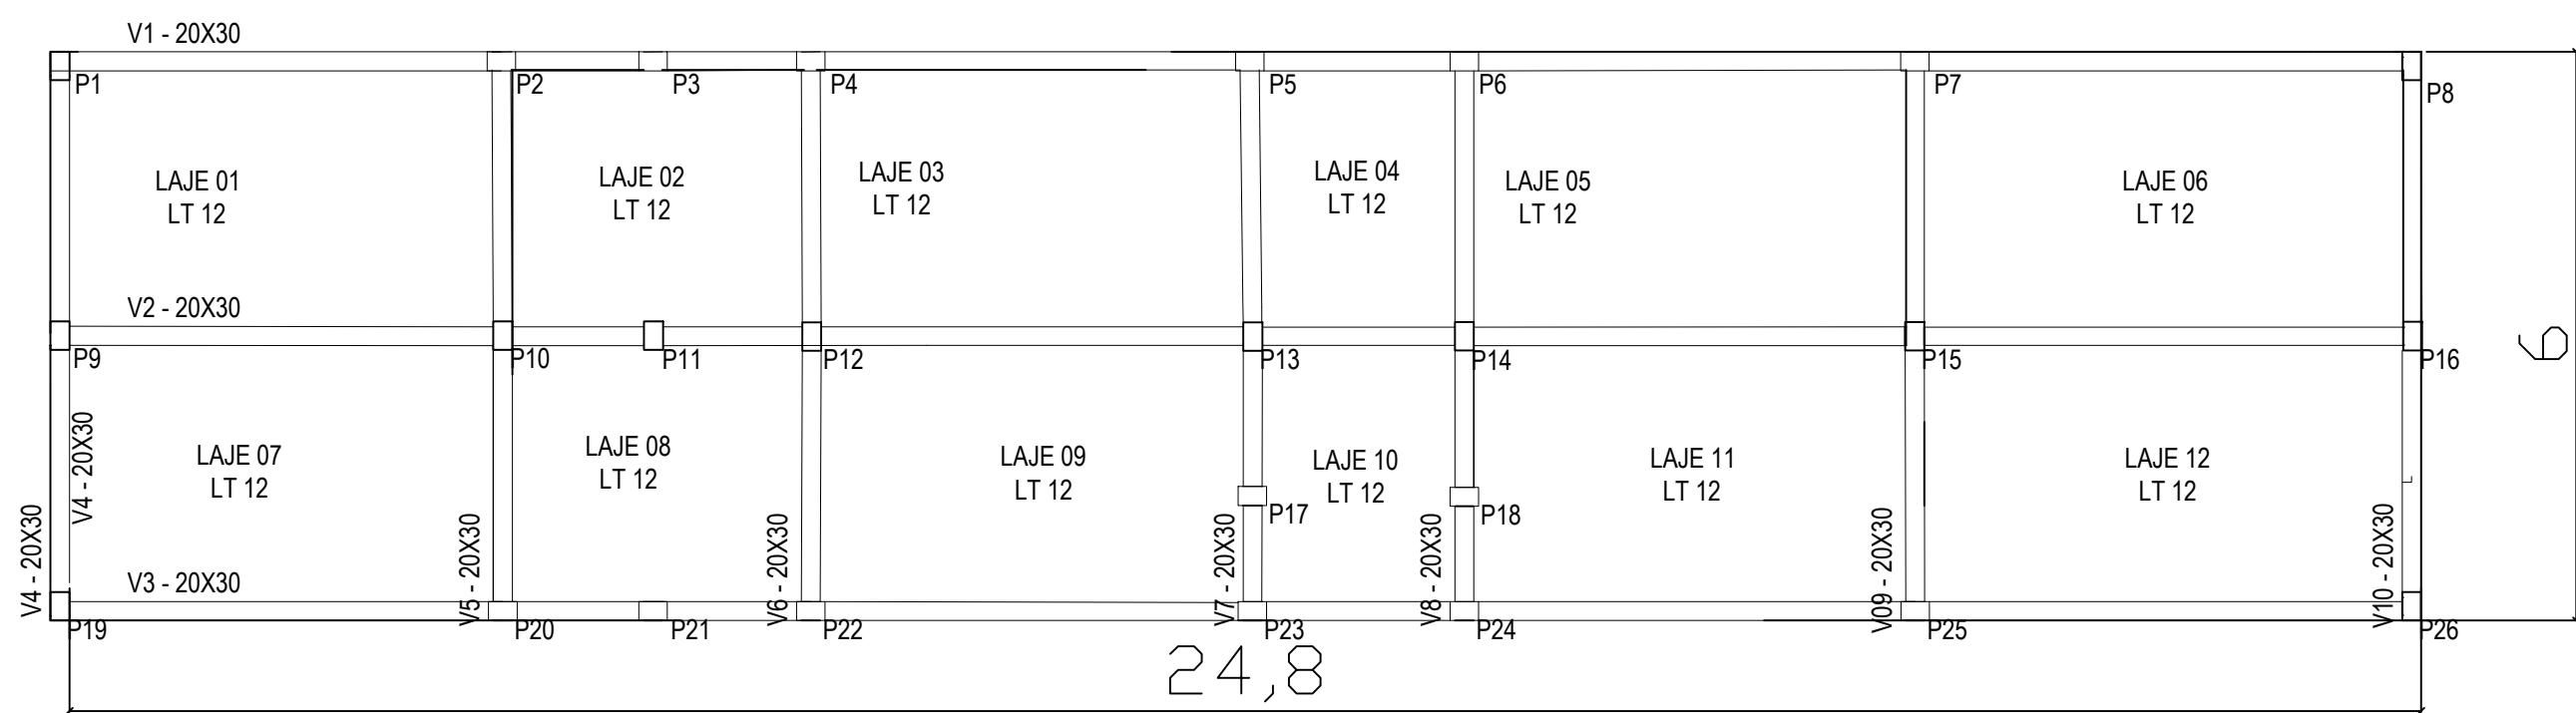 V1 - 20X30
P1
P2
P3
P4
P5
P6
P7
P8
LAJE 01
LT 12
LAJE 02
LT 12
LAJE 03
LT 12
LAJE 04
LT 12
LAJE 05
LT 12
LAJE 06
LT 12
V2 - 20X30
P9
P10
P11
P12
P13
P14
P15
P16
6
V4 - 20X30
V4 - 20X30
LAJE 07
LT 12
LAJE 08
LT 12
LAJE 09
LT 12
LAJE 10
LT 12
LAJE 11
LT 12
LAJE 12
LT 12
P17
P18
V5 - 20X30
V6 - 20X30
V7 - 20X30
V8 - 20X30
V09 - 20X30
V10 - 20X30
V3 - 20X30
P19
P20
P21
P22
P23
P24
P25
P26
24,8